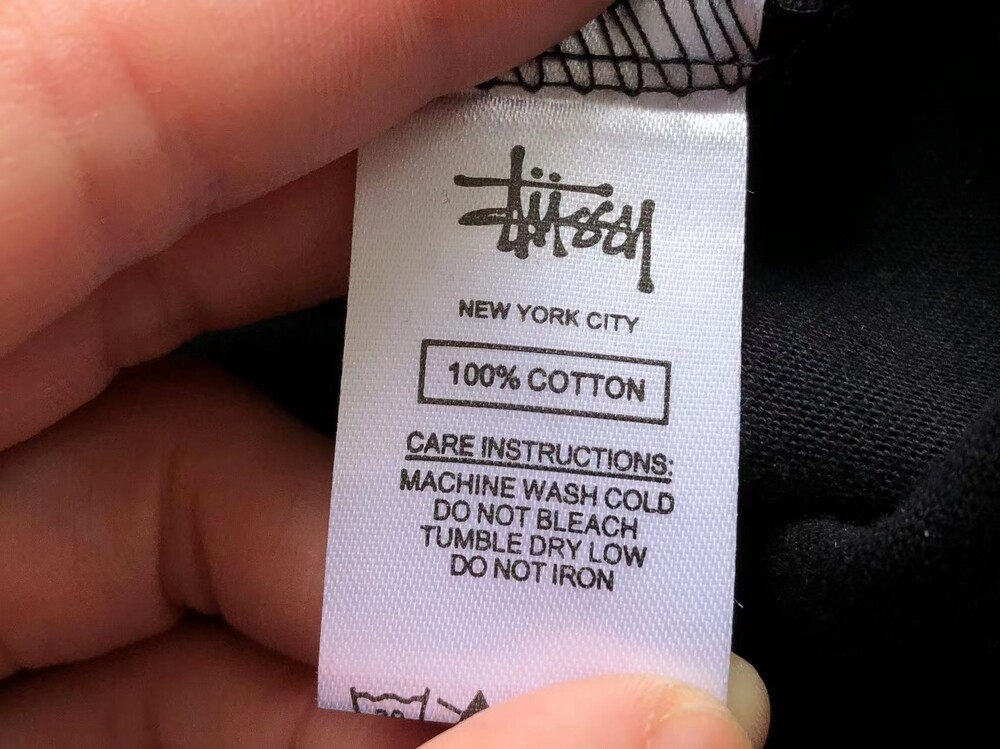 Stüssy
NEW YORK CITY
100% COTTON
CARE INSTRUCTIONS:
MACHINE WASH COLD
DO NOT BLEACH
TUMBLE DRY LOW
DO NOT IRON